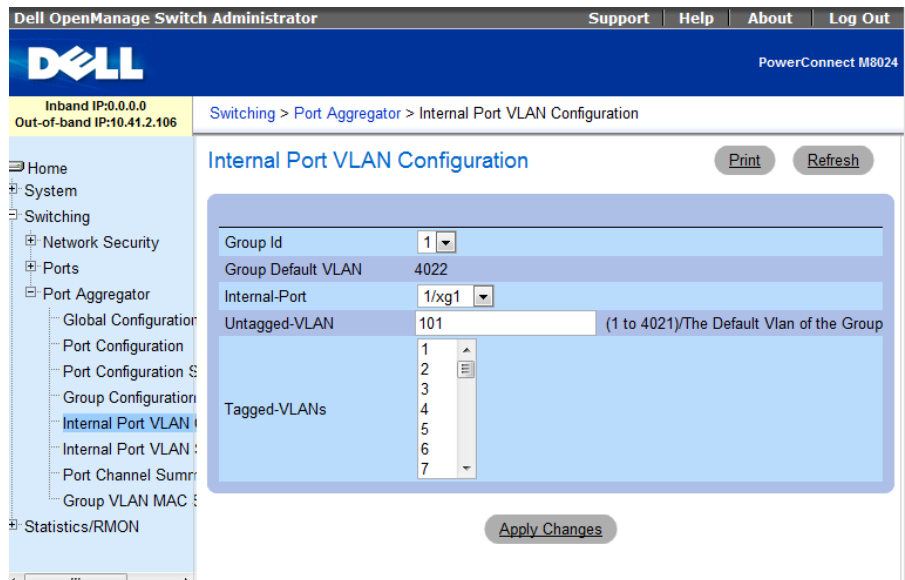 Dell OpenManage Switch Administrator
Support Help About Log Out
DELL
PowerConnect M8024
Inband IP:0.0.0.0
Out-of-band IP:10.41.2.106
Switching > Port Aggregator > Internal Port VLAN Configuration
Home
System
Switching
Network Security
Ports
Port Aggregator
Global Configuration
Port Configuration
Port Configuration S
Group Configuration
Internal Port VLAN
Internal Port VLAN
Port Channel Summ
Group VLAN MAC S
Statistics/RMON
Internal Port VLAN Configuration
Print Refresh
Group Id 1
Group Default VLAN 4022
Internal-Port 1/xg1
Untagged-VLAN 101 (1 to 4021)/The Default Vlan of the Group
Tagged-VLANs
1
2
3
4
5
6
7
Apply Changes